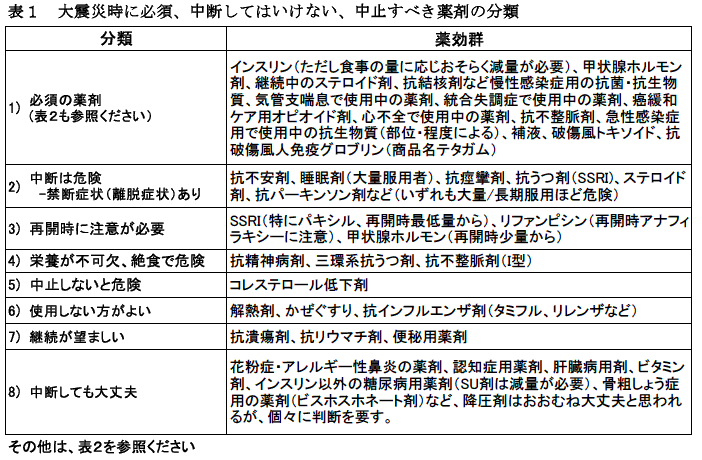 表１　大震災時に必須、中断してはいけない、中止すべき薬剤の分類
分類
薬効群
1) 必須の薬剤
(表２も参照ください)
インスリン(ただし食事の量に応じおそらく減量が必要)、甲状腺ホルモン
剤、継続中のステロイド剤、抗結核剤など慢性感染症用の抗菌・抗生物
質、気管支喘息で使用中の薬剤、統合失調症で使用中の薬剤、癌緩和
ケア用オピオイド剤、心不全で使用中の薬剤、抗不整脈剤、急性感染症
用で使用中の抗生物質(部位・程度による)、補液、破傷風トキソイド、抗
破傷風人免疫グロブリン(商品名テタガム)
2) 中断は危険
-禁断症状(離脱症状)あり
抗不安剤、睡眠剤(大量服用者)、抗痙攣剤、抗うつ剤(SSRI)、ステロイド
剤、抗パーキンソン剤など(いずれも大量/長期服用ほど危険)
3) 再開時に注意が必要
SSRI(特にパキシル、再開時最低量から)、リファンピシン(再開時アナフィ
ラキシーに注意)、甲状腺ホルモン(再開時少量から)
4) 栄養が不可欠、絶食で危険
抗精神病剤、三環系抗うつ剤、抗不整脈剤(Ⅰ型)
5) 中止しないと危険
コレステロール低下剤
6) 使用しない方がよい
解熱剤、かぜぐすり、抗インフルエンザ剤(タミフル、リレンザなど)
7) 継続が望ましい
抗潰瘍剤、抗リウマチ剤、便秘用薬剤
8) 中断しても大丈夫
花粉症・アレルギー性鼻炎の薬剤、認知症用薬剤、肝臓病用剤、ビタミン
剤、インスリン以外の糖尿病用薬剤(SU剤は減量が必要)、骨粗しょう症
用の薬剤(ビスホスホネート剤)など、降圧剤はおおむね大丈夫と思われ
るが、個々に判断を要す。
その他は、表２を参照ください